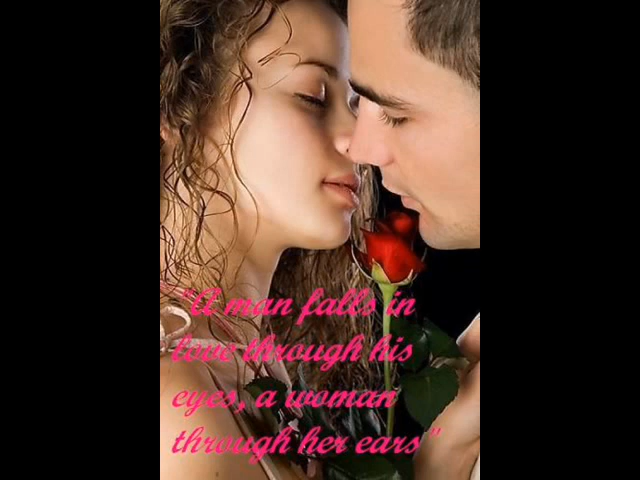 "A man falls in
love through his
eyes, a woman
through her ears"